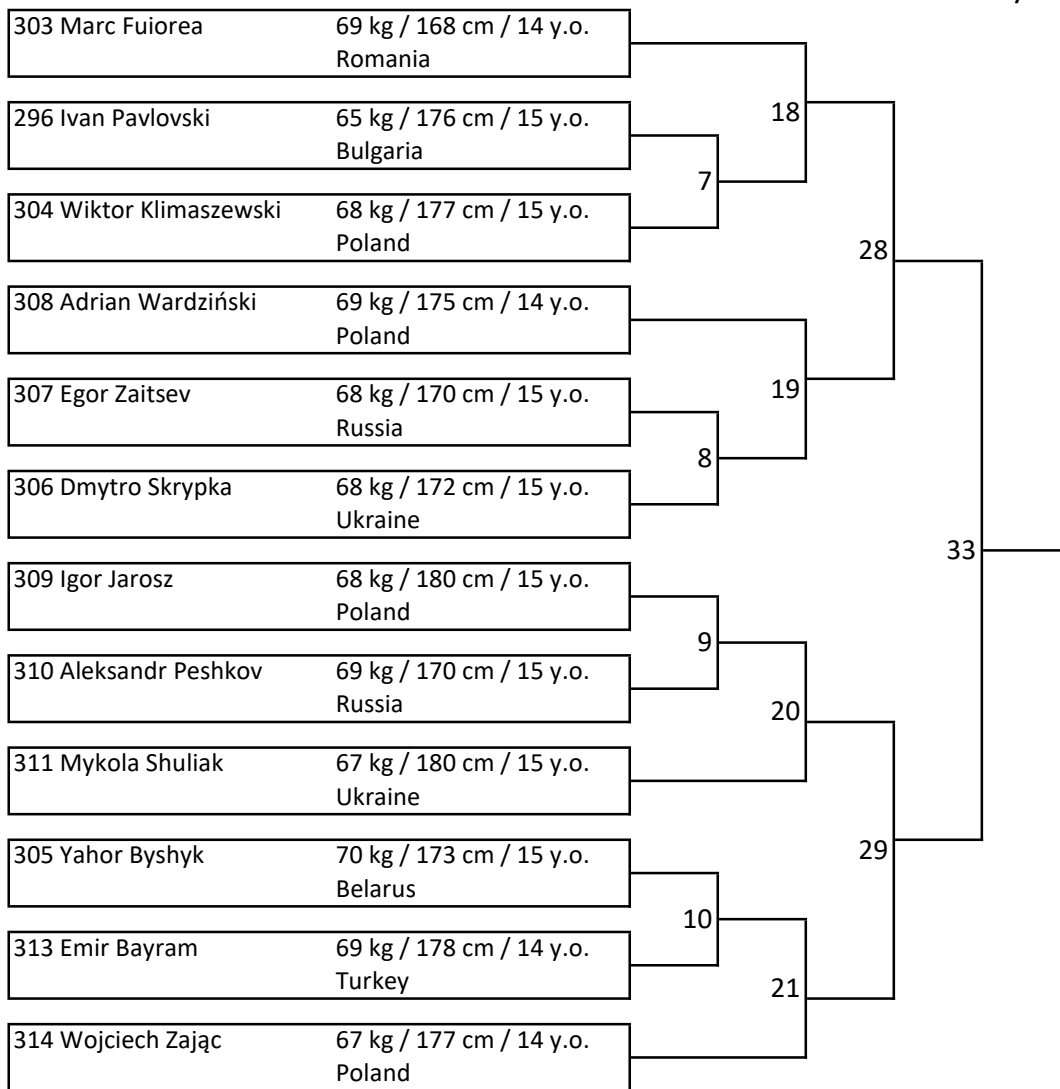 303 Marc Fuiorea 69 kg / 168 cm / 14 y.o.
Romania
18
296 Ivan Pavlovski 65 kg / 176 cm / 15 y.o.
Bulgaria
7
304 Wiktor Klimaszewski 68 kg / 177 cm / 15 y.o.
Poland
28
308 Adrian Wardziński 69 kg / 175 cm / 14 y.o.
Poland
19
307 Egor Zaitsev 68 kg / 170 cm / 15 y.o.
Russia
8
306 Dmytro Skrypka 68 kg / 172 cm / 15 y.o.
Ukraine
33
309 Igor Jarosz 68 kg / 180 cm / 15 y.o.
Poland
9
310 Aleksandr Peshkov 69 kg / 170 cm / 15 y.o.
Russia
20
311 Mykola Shuliak 67 kg / 180 cm / 15 y.o.
Ukraine
29
305 Yahor Byshyk 70 kg / 173 cm / 15 y.o.
Belarus
10
313 Emir Bayram 69 kg / 178 cm / 14 y.o.
Turkey
21
314 Wojciech Zając 67 kg / 177 cm / 14 y.o.
Poland